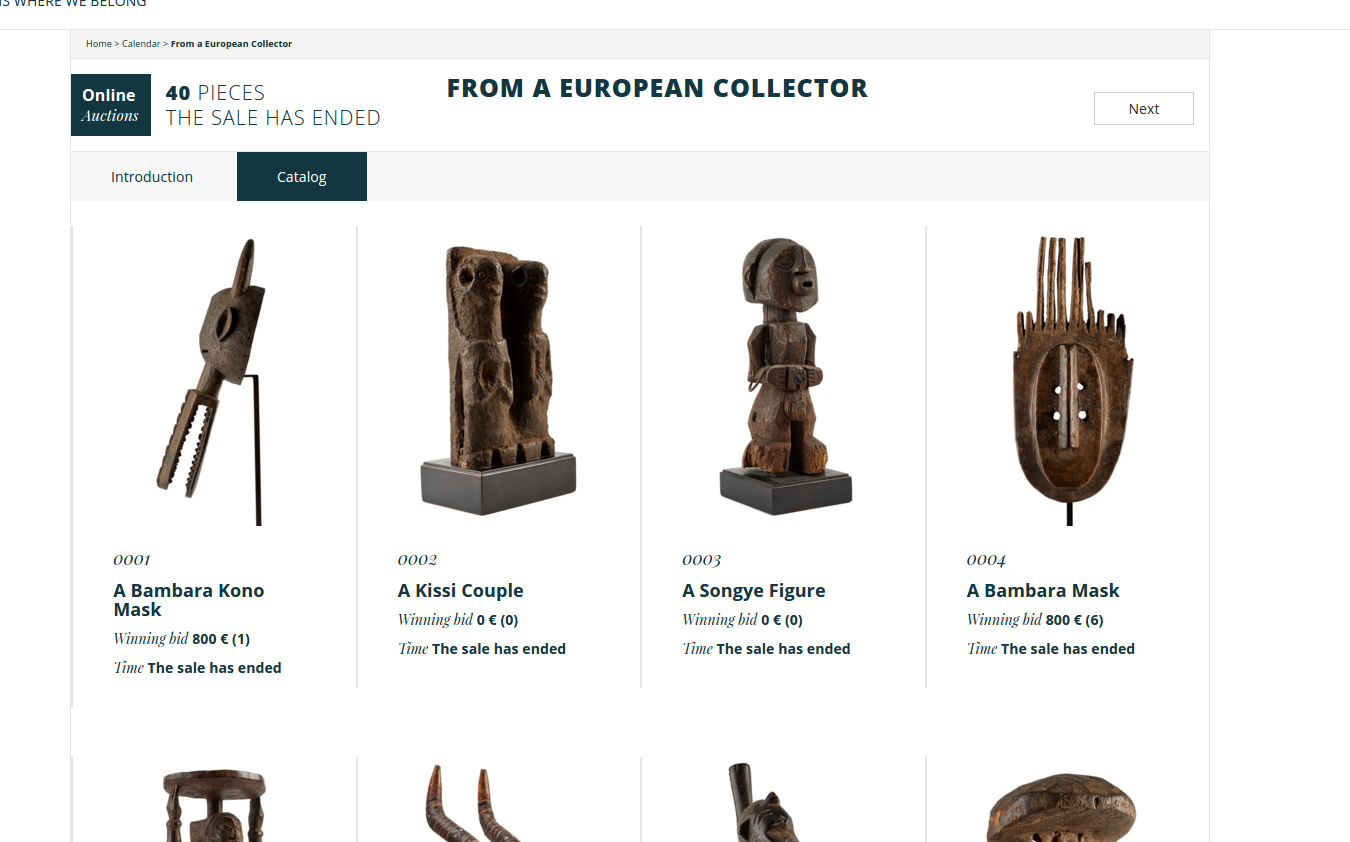 IS WHERE WE BELONG
Home > Calendar > From a European Collector
Online
Auctions
40 PIECES
THE SALE HAS ENDED
FROM A EUROPEAN COLLECTOR
Next
Introduction
Catalog
0001
A Bambara Kono
Mask
Winning bid 800 € (1)
Time The sale has ended
0002
A Kissi Couple
Winning bid 0 € (0)
Time The sale has ended
0003
A Songye Figure
Winning bid 0 € (0)
Time The sale has ended
0004
A Bambara Mask
Winning bid 800 € (6)
Time The sale has ended